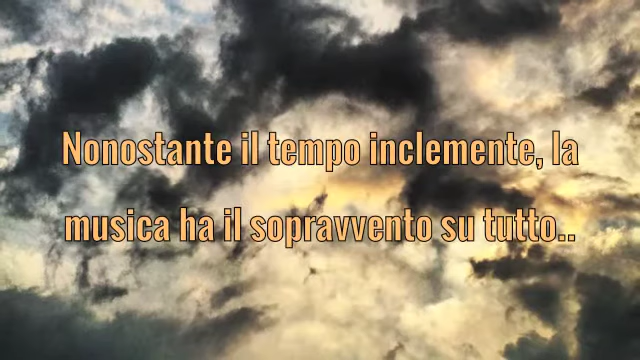 Nonostante il tempo inclemente, la
musica ha il sopravvento su tutto..